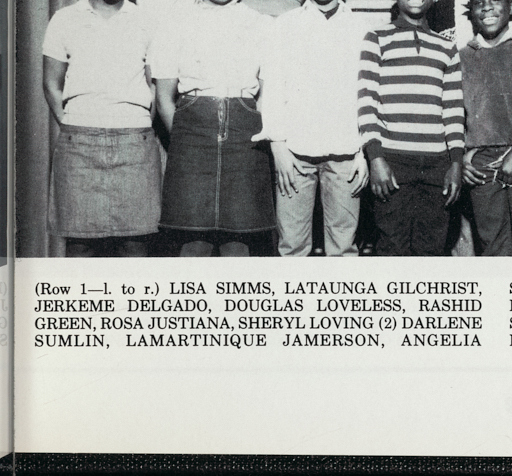 (Row 1—l. to r.) LISA SIMMS, LATAUNGA GILCHRIST,
JERKEME DELGADO, DOUGLAS LOVELESS, RASHID
GREEN, ROSA JUSTIANA, SHERYL LOVING (2) DARLENE
SUMLIN, LAMARTINIQUE JAMERSON, ANGELIA